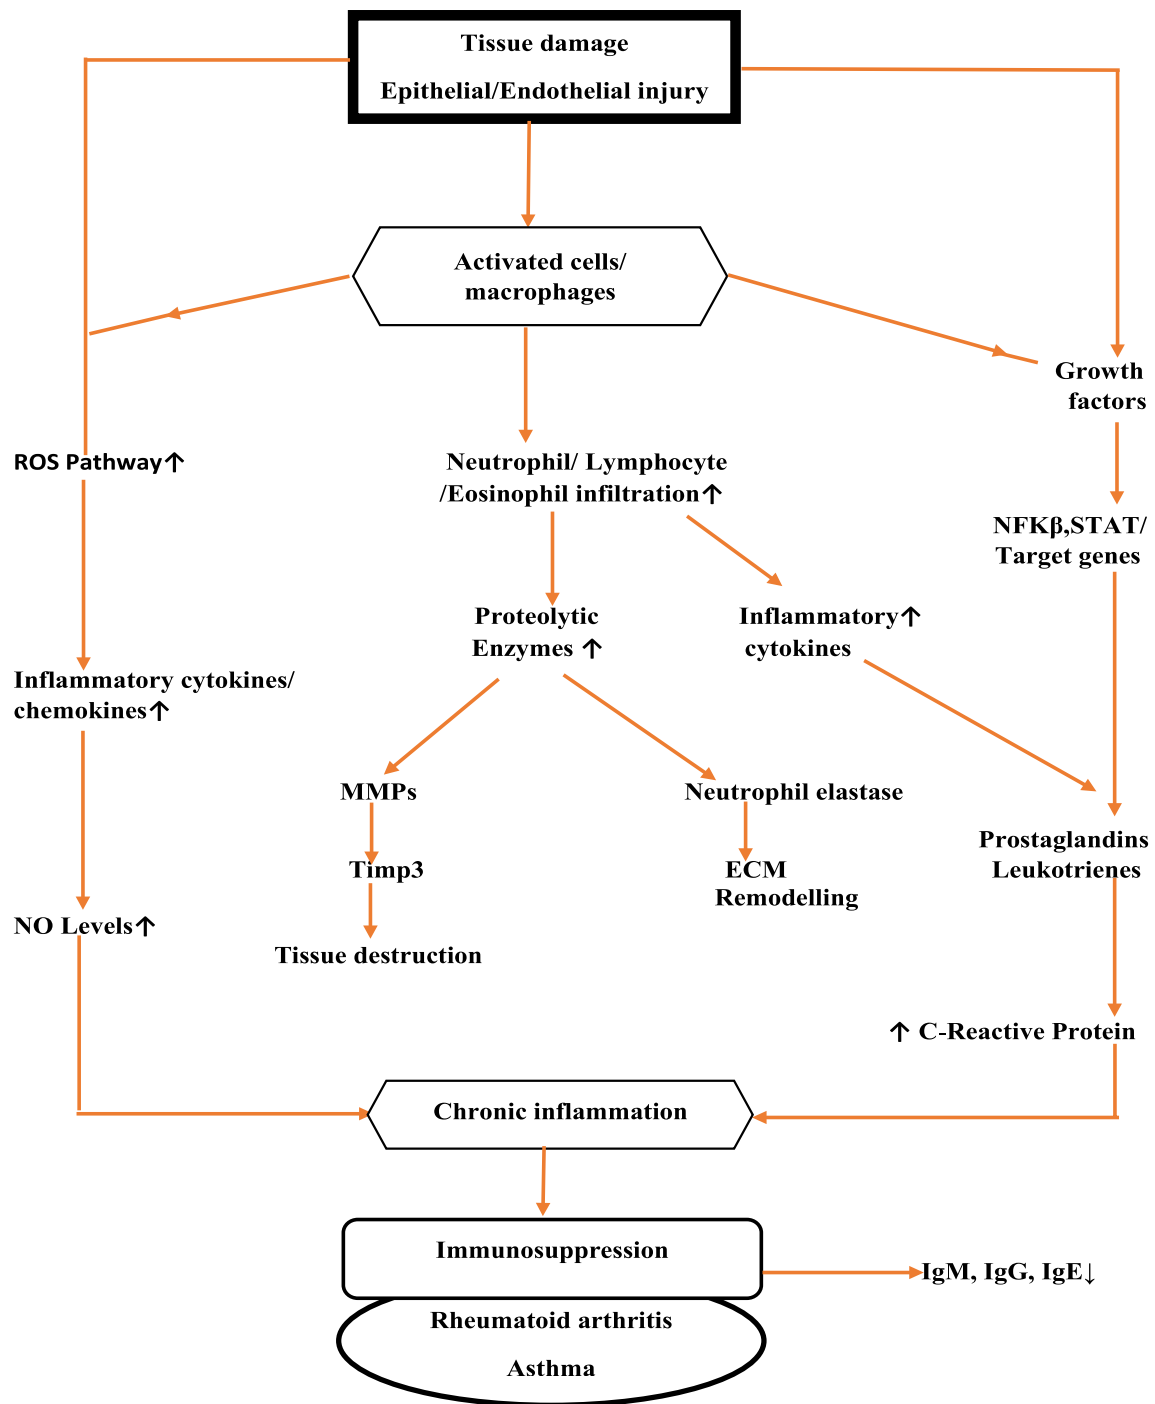 Tissue damage
Epithelial/Endothelial injury
Activated cells/
macrophages
Growth
factors
ROS Pathway↑
Neutrophil/ Lymphocyte
/Eosinophil infiltration↑
NFKβ,STAT/
Target genes
Proteolytic
Enzymes ↑
Inflammatory↑
cytokines
Inflammatory cytokines/
chemokines↑
MMPs
Neutrophil elastase
Timp3
ECM
Remodelling
Prostaglandins
Leukotrienes
NO Levels↑
Tissue destruction
↑ C-Reactive Protein
Chronic inflammation
Immunosuppression
IgM, IgG, IgE↓
Rheumatoid arthritis
Asthma